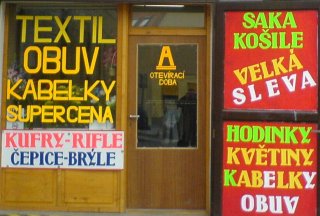 TEXTIL
OBUV
KABELKY
SUPERCENA
KUFRY-RIFLE
ČEPICE-BRÝLE
OTEVÍRACÍ
DOBA
SAKA
KOŠILE
VELKÁ
SLEVA
HODINKY
KVĚTINY
KABELKY
OBUV